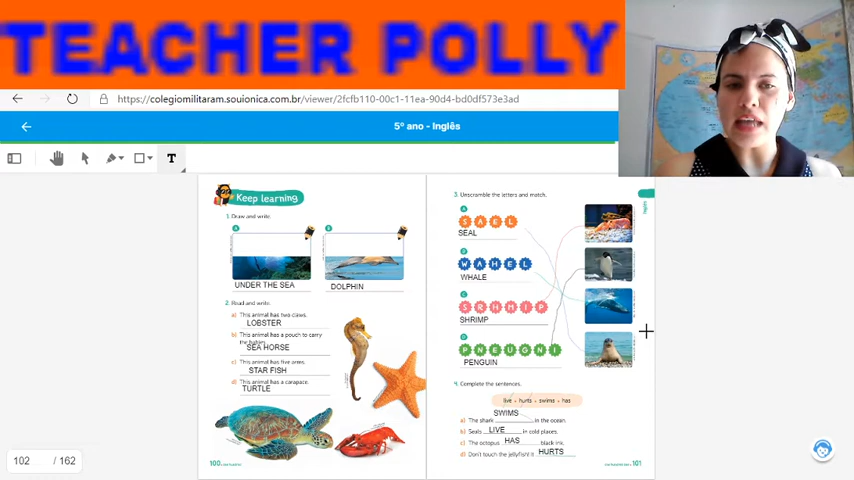 TEACHER POLLY
https://colegiomilitaram.souionica.com.br/viewer/2fcfb110-00c1-11ea-90d4-bd0df573e3ad
5º ano - Inglês
T
Keep learning
1. Draw and write.
A
B
UNDER THE SEA
DOLPHIN
2. Read and write.
a) This animal has two claws.
LOBSTER
b) This animal has a pouch to carry
the babies.
SEA HORSE
c) This animal has five arms.
STAR FISH
d) This animal has a carapace.
TURTLE
100
3. Unscramble the letters and match.
A
S A E L
SEAL
B
W A H E L
WHALE
C
S R H M I P
SHRIMP
D
P N E U G N I
PENGUIN
4. Complete the sentences.
live • hurts • swims • has
a) The shark SWIMS in the ocean.
b) Seals LIVE in cold places.
c) The octopus HAS black ink.
d) Don't touch the jellyfish! It HURTS
101
102 / 162